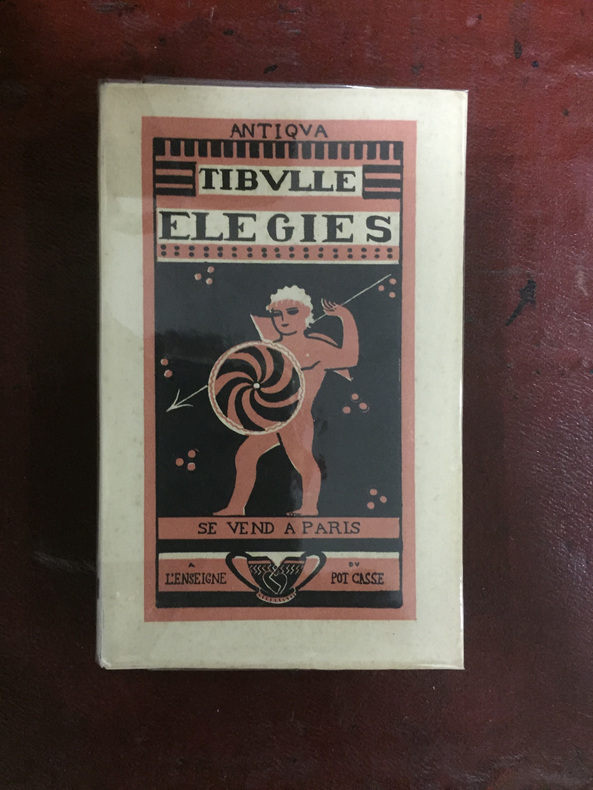 ANTIQVA
TIBVLLE
ELEGIES
SE VEND A PARIS
A
L'ENSEIGNE
DV
POT CASSE